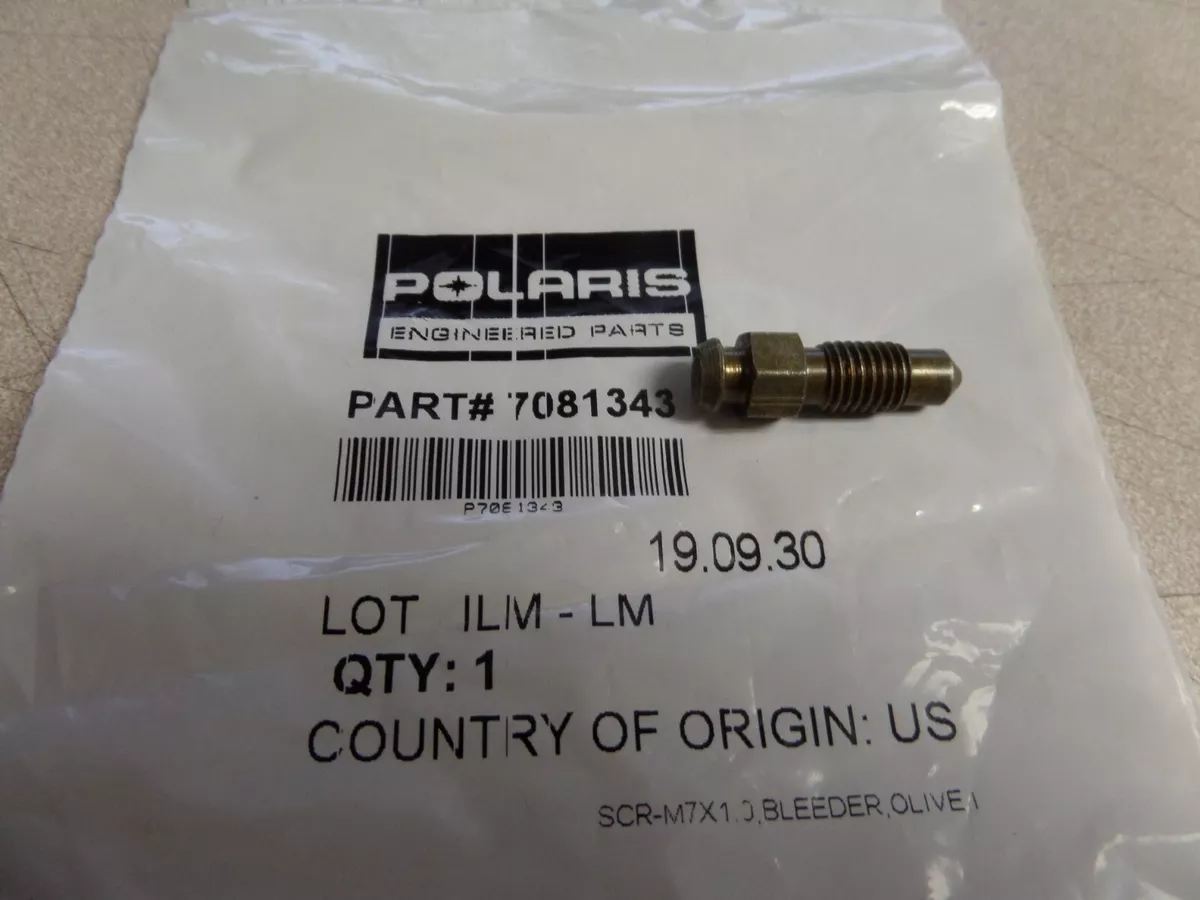 POLARIS
ENGINEERED PARTS
PART# 7081343
P7081343
19.09.30
LOT ILM - LM
QTY: 1
COUNTRY OF ORIGIN: US
SCR-M7X1.0,BLEEDER,OLIVE